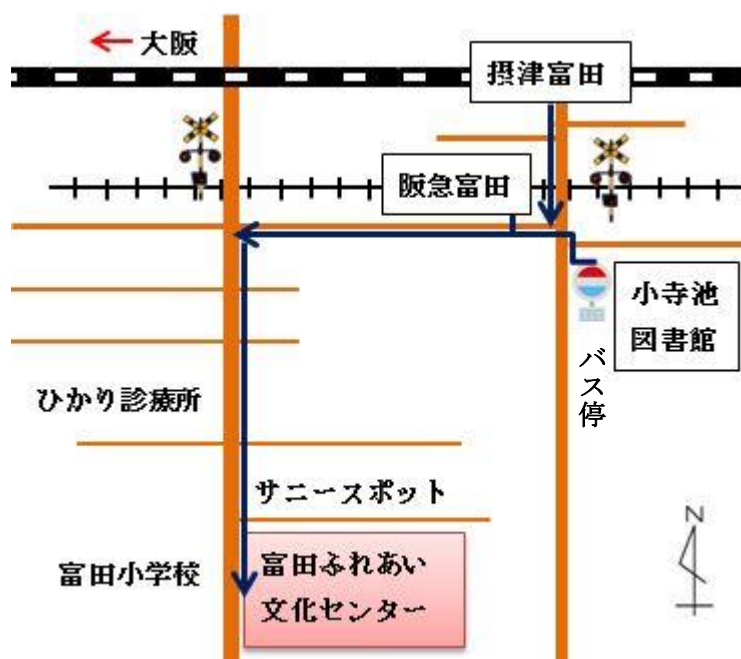 大阪
摂津富田
阪急富田
小寺池
図書館
バス停
ひかり診療所
サニースポット
N
富田小学校
富田ふれあい
文化センター